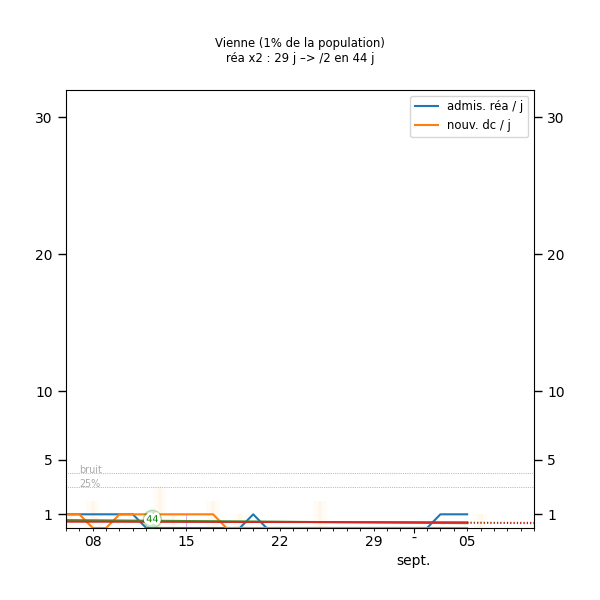 Vienne (1% de la population)
réa x2 : 29 j –> /2 en 44 j
admis. réa / j
nouv. dc / j
30 30
20 20
10 10
5 5
bruit
25%
1 44 1
08 15 22 29 - 05
sept.